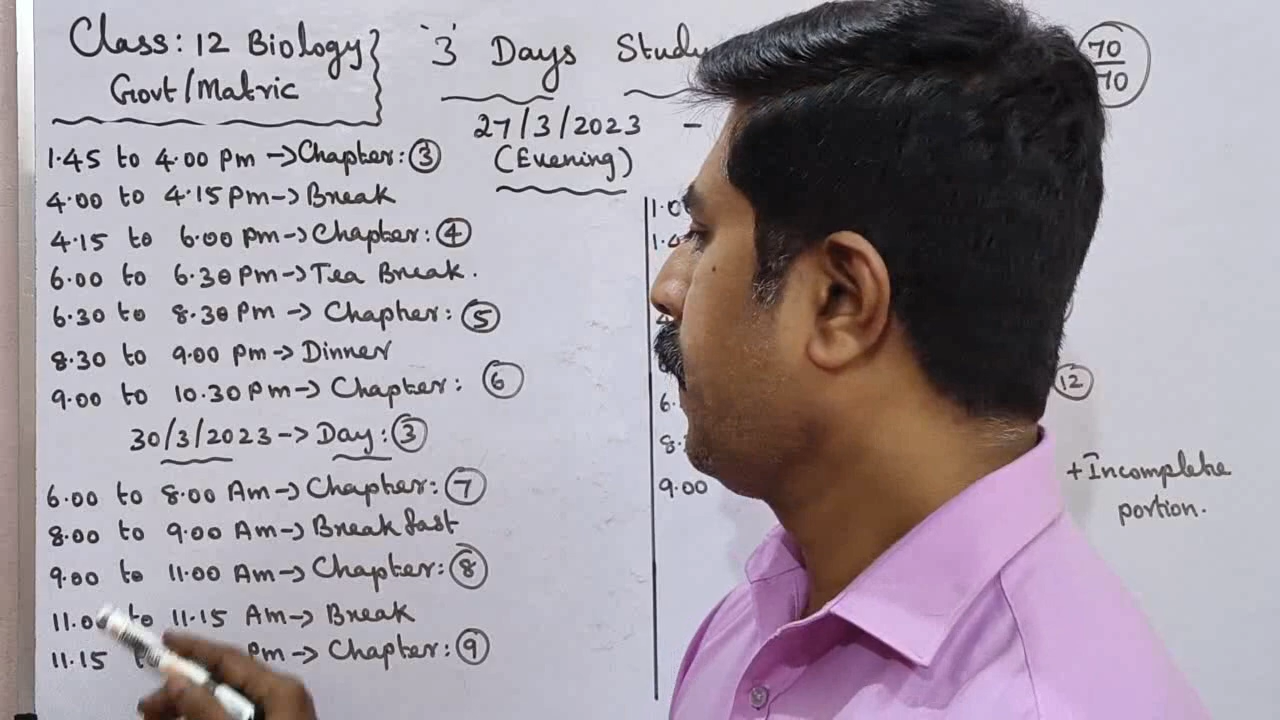 Class: 12 Biology
Govt/Matric
'3' Days Study
70
70
27/3/2023 -
(Evening)
1.45 to 4.00 Pm → Chapter: 3
4.00 to 4.15 Pm → Break
4.15 to 6.00 Pm → Chapter: 4
6.00 to 6.30 Pm → Tea Break.
6.30 to 8.30 Pm → Chapter: 5
8.30 to 9.00 Pm → Dinner
9.00 to 10.30 Pm → Chapter: 6
30/3/2023 → Day: 3
6.00 to 8.00 Am → Chapter: 7
8.00 to 9.00 Am → Breakfast
9.00 to 11.00 Am → Chapter: 8
11.00 to 11.15 Am → Break
11.15 to Pm → Chapter: 9
12
9.00
+Incomplete
portion.